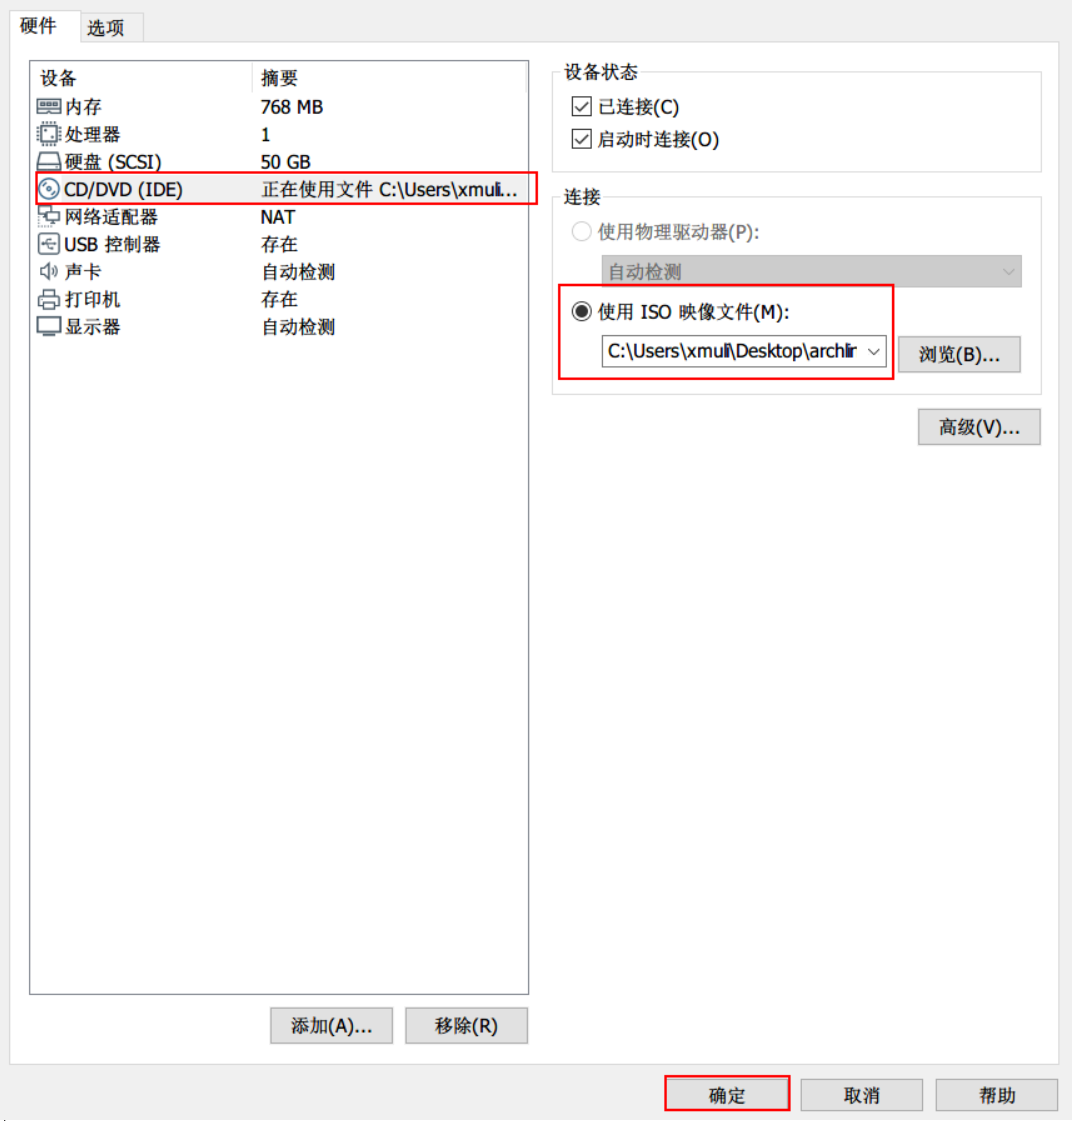 硬件 选项
设备 摘要
内存 768 MB
处理器 1
硬盘 (SCSI) 50 GB
CD/DVD (IDE) 正在使用文件 C:\Users\xmuli...
网络适配器 NAT
USB 控制器 存在
声卡 自动检测
打印机 存在
显示器 自动检测
添加(A)... 移除(R)
设备状态
已连接(C)
启动时连接(O)
连接
使用物理驱动器(P):
自动检测
使用 ISO 映像文件(M):
C:\Users\xmuli\Desktop\archlir
浏览(B)...
高级(V)...
确定 取消 帮助